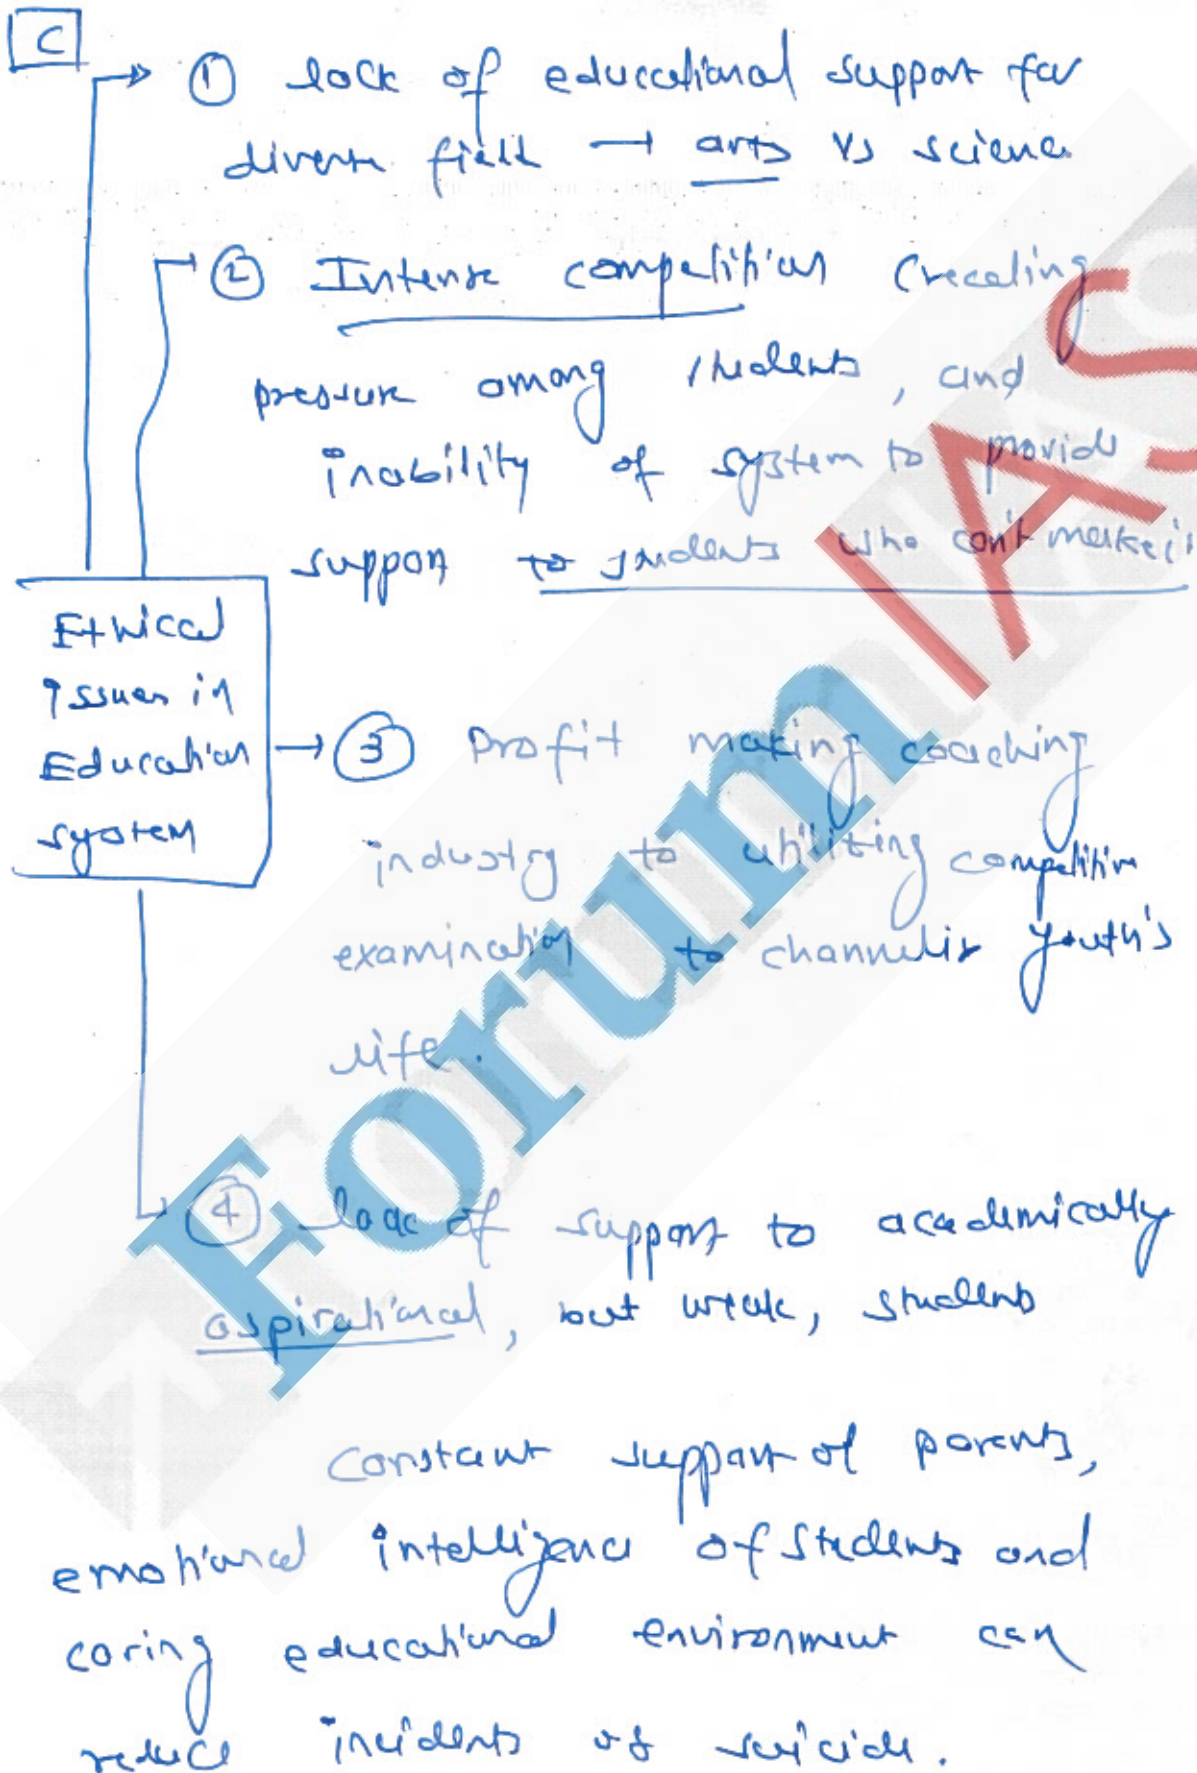 C
① lack of educational support for
diverse field → arts vs science
② Intense competition creating
pressure among students, and
inability of system to provide
support to students who can't make it
Ethical
issues in
Education
system
③ Profit making coaching
industry to utilizing competitive
examination to channelise youth's
life.
④ lack of support to academically
aspirational, but weak, students
Constant support of parents,
emotional intelligence of students and
caring educational environment can
reduce incidents of suicide.
Forum|IAS